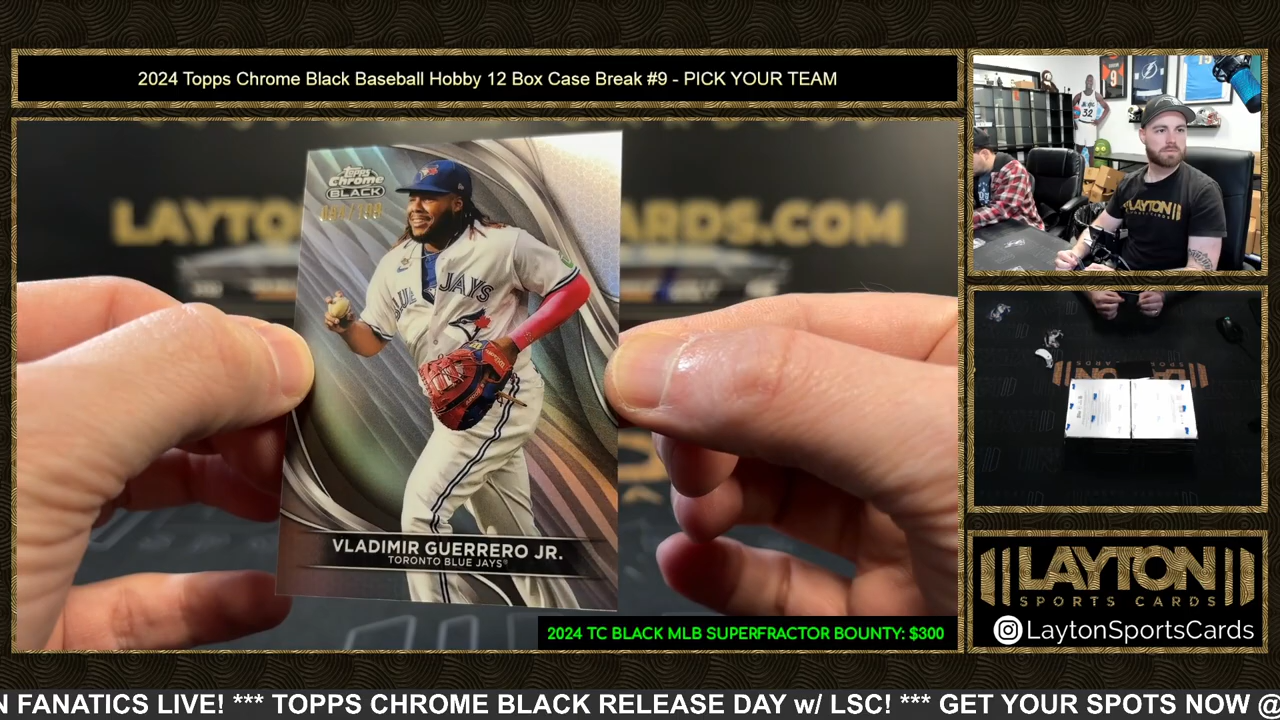 2024 Topps Chrome Black Baseball Hobby 12 Box Case Break #9 - PICK YOUR TEAM
Topps
Chrome
BLACK
BLUE JAYS
VLADIMIR GUERRERO JR.
TORONTO BLUE JAYS
2024 TC BLACK MLB SUPERFRACTOR BOUNTY: $300
32
LAYTON
LAYTON
SPORTS CARDS
LaytonSportsCards
N FANATICS LIVE! *** TOPPS CHROME BLACK RELEASE DAY w/ LSC! *** GET YOUR SPOTS NOW @